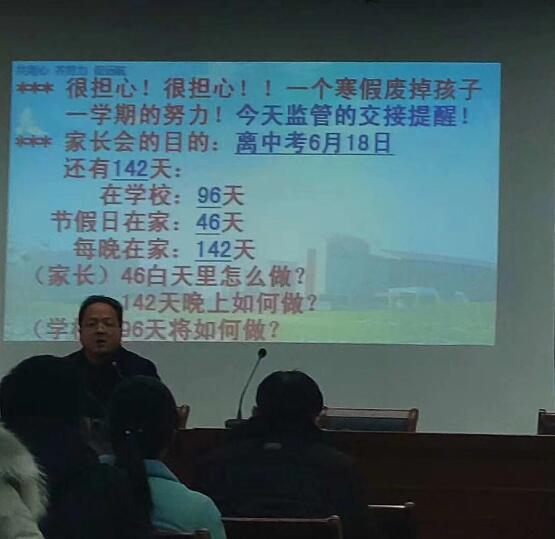 *** 很担心！很担心！！一个寒假废掉孩子
一学期的努力！今天监管的交接提醒！
*** 家长会的目的：离中考6月18日
还有142天：
在学校：96天
节假日在家：46天
每晚在家：142天
（家长）46白天里怎么做？
142天晚上如何做？
（学 96天将如何做？